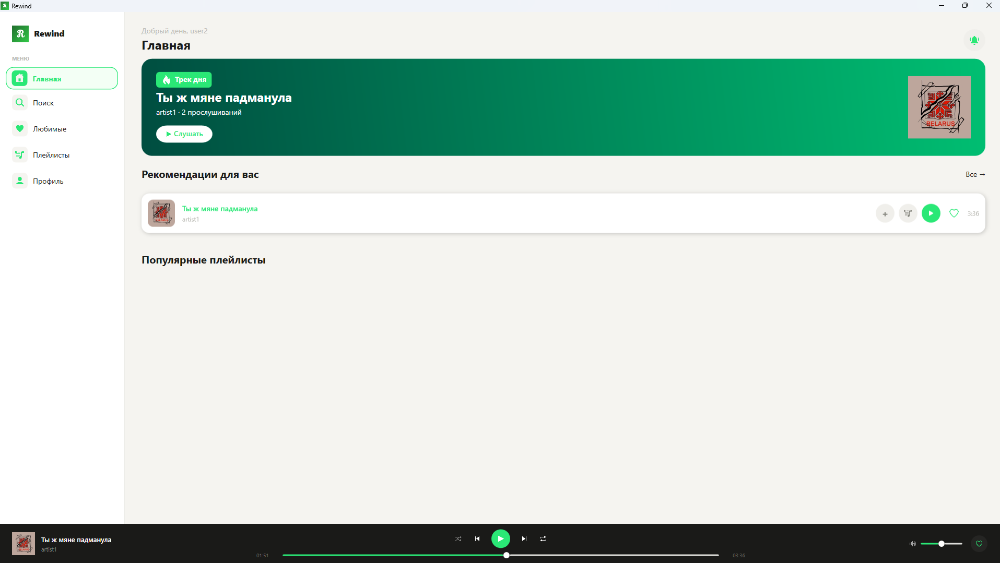 Rewind
Rewind
МЕНЮ
Главная
Поиск
Любимые
Плейлисты
Профиль
Добрый день, user2
Главная
Трек дня
Ты ж мяне падманула
artist1 · 2 прослушиваний
Слушать
BELARUS
Рекомендации для вас
Все →
Ты ж мяне падманула
artist1
3:36
BELARUS
Популярные плейлисты
Ты ж мяне падманула
artist1
01:51
03:36